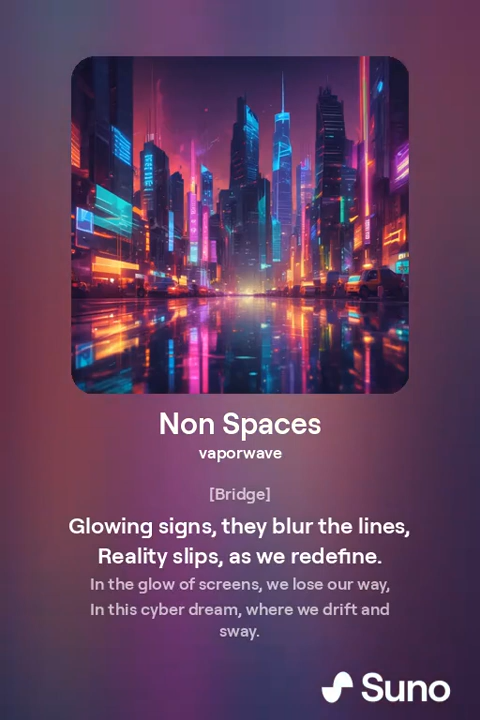 Non Spaces
vaporwave
[Bridge]
Glowing signs, they blur the lines,
Reality slips, as we redefine.
In the glow of screens, we lose our way,
In this cyber dream, where we drift and
sway.
Suno